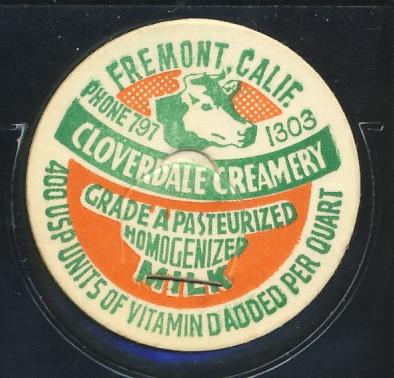 FREMONT, CALIF.
PHONE 797 1303
CLOVERDALE CREAMERY
GRADE A PASTEURIZED
HOMOGENIZED
MILK
400 USP UNITS OF VITAMIN D ADDED PER QUART